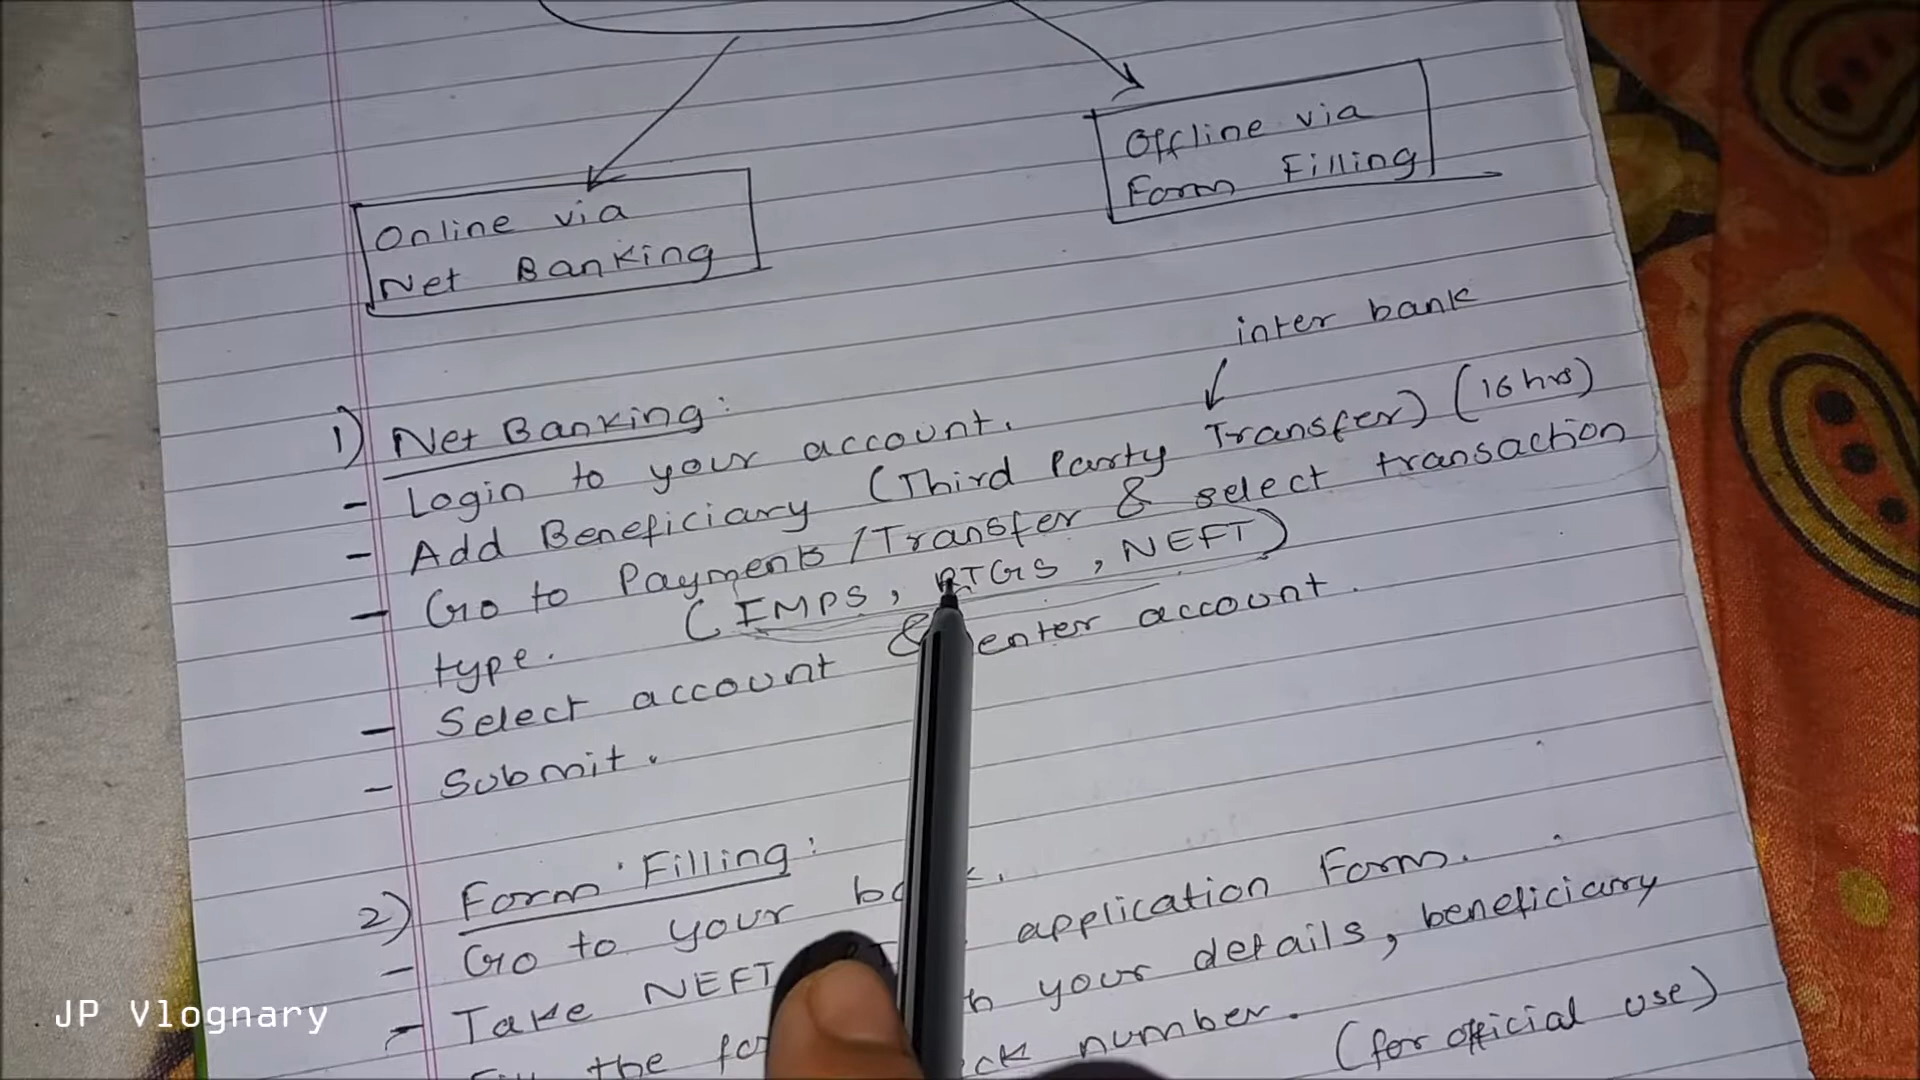 Offline via
Form Filling
Online via
Net Banking
inter bank
1) Net Banking:
- Login to your account.
- Add Beneficiary (Third Party Transfer) (16 hrs)
- Go to Payments/Transfer & select transaction
type. (IMPS, RTGS, NEFT)
- Select account & enter account.
- Submit.
2) Form Filling:
- Go to your
- Take NEFT application Form.
the your details, beneficiary
number. (for official use)
JP Vlognary